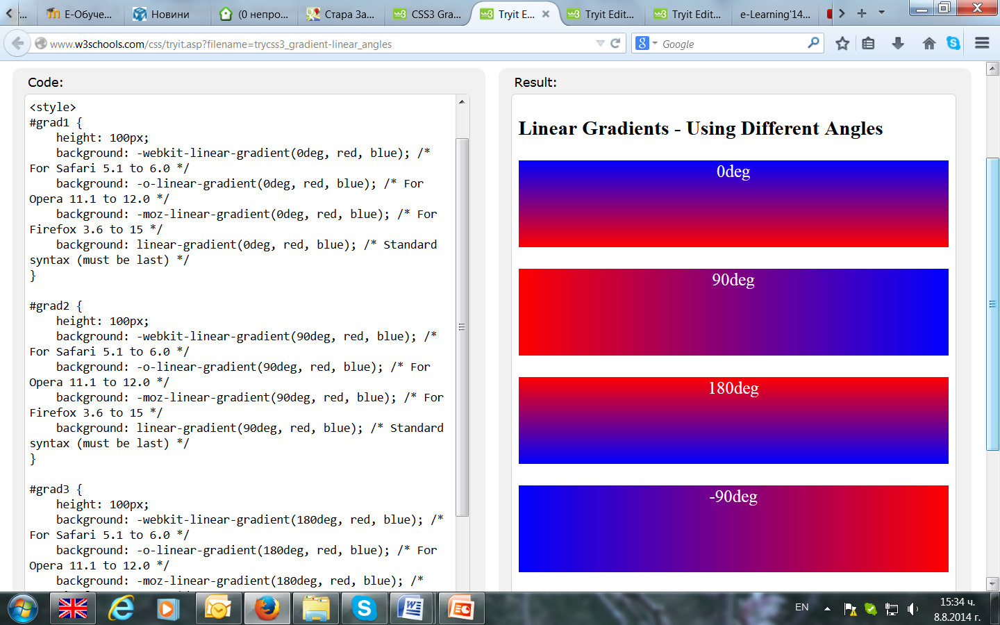 ...
Е-Обуче...
Новини
(0 непро...
Стара За...
CSS3 Gra...
Tryit E...
Tryit Edit...
Tryit Edit...
e-Learning'14...
www.w3schools.com/css/tryit.asp?filename=trycss3_gradient-linear_angles
Google
Code:
<style>
#grad1 {
    height: 100px;
    background: -webkit-linear-gradient(0deg, red, blue); /*
For Safari 5.1 to 6.0 */
    background: -o-linear-gradient(0deg, red, blue); /* For
Opera 11.1 to 12.0 */
    background: -moz-linear-gradient(0deg, red, blue); /* For
Firefox 3.6 to 15 */
    background: linear-gradient(0deg, red, blue); /* Standard
syntax (must be last) */
}
#grad2 {
    height: 100px;
    background: -webkit-linear-gradient(90deg, red, blue); /*
For Safari 5.1 to 6.0 */
    background: -o-linear-gradient(90deg, red, blue); /* For
Opera 11.1 to 12.0 */
    background: -moz-linear-gradient(90deg, red, blue); /* For
Firefox 3.6 to 15 */
    background: linear-gradient(90deg, red, blue); /* Standard
syntax (must be last) */
}
#grad3 {
    height: 100px;
    background: -webkit-linear-gradient(180deg, red, blue); /*
For Safari 5.1 to 6.0 */
    background: -o-linear-gradient(180deg, red, blue); /* For
Opera 11.1 to 12.0 */
    background: -moz-linear-gradient(180deg, red, blue); /*
Result:
Linear Gradients - Using Different Angles
0deg
90deg
180deg
-90deg
EN
15:34 ч.
8.8.2014 г.